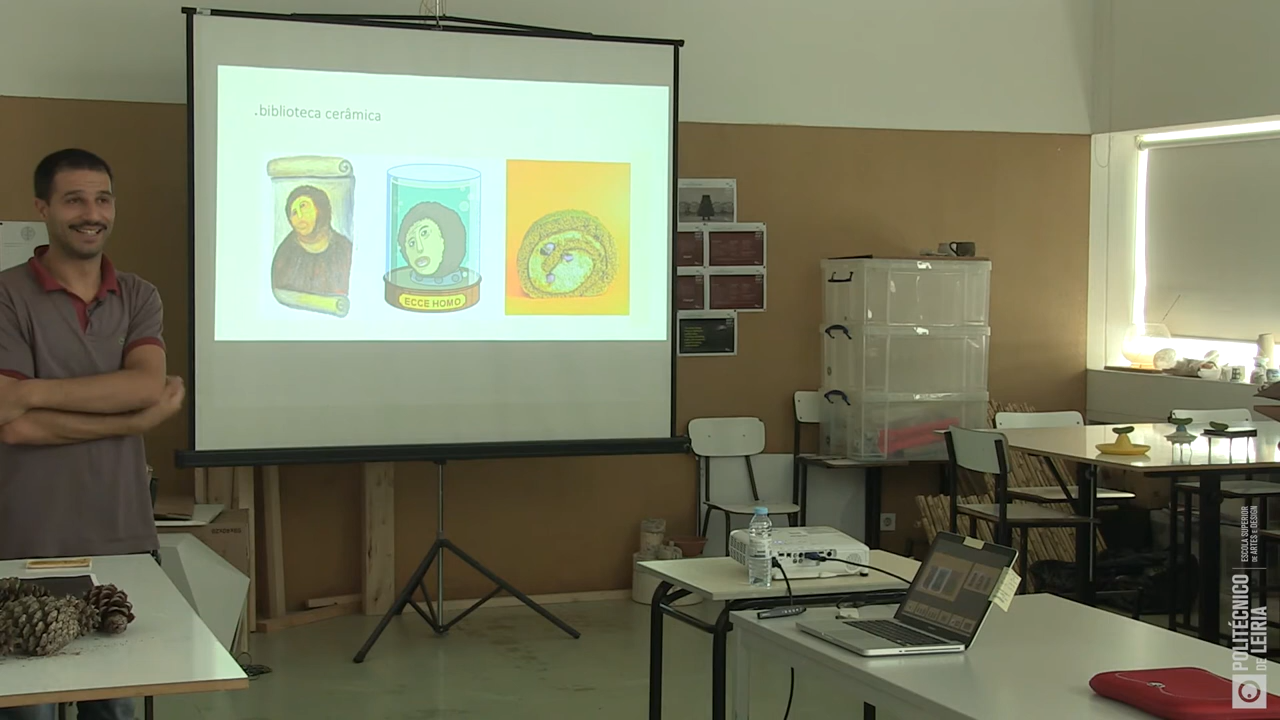 .biblioteca cerâmica
ECCE HOMO
POLITÉCNICO
DE LEIRIA
ESCOLA SUPERIOR
DE ARTES E DESIGN